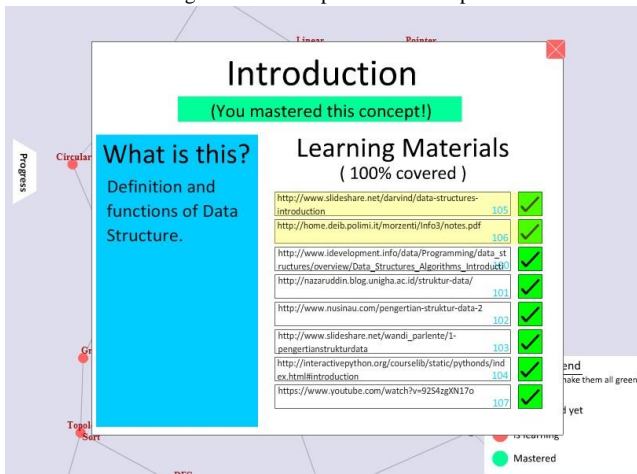 Linear
Pointer
Introduction
(You mastered this concept!)
Progress
Circular
What is this?
Definition and
functions of Data
Structure.
Learning Materials
( 100% covered )
http://www.slideshare.net/darvind/data-structures-
introduction
105
http://home.deib.polimi.it/morzenti/Info3/notes.pdf
106
http://www.idevelopment.info/data/Programming/data_st
ructures/overview/Data_Structures_Algorithms_Introducti
100
http://nazaruddin.blog.unigha.ac.id/struktur-data/
101
http://www.nusinau.com/pengertian-struktur-data-2
102
http://www.slideshare.net/wandi_parlente/1-
pengertianstrukturdata
103
http://interactivepython.org/courselib/static/pythonds/ind
ex.html#introduction
104
https://www.youtube.com/watch?v=92S4zgXN17o
107
Gr
Topol
Sort
end
make them all green
d yet
is learning
Mastered